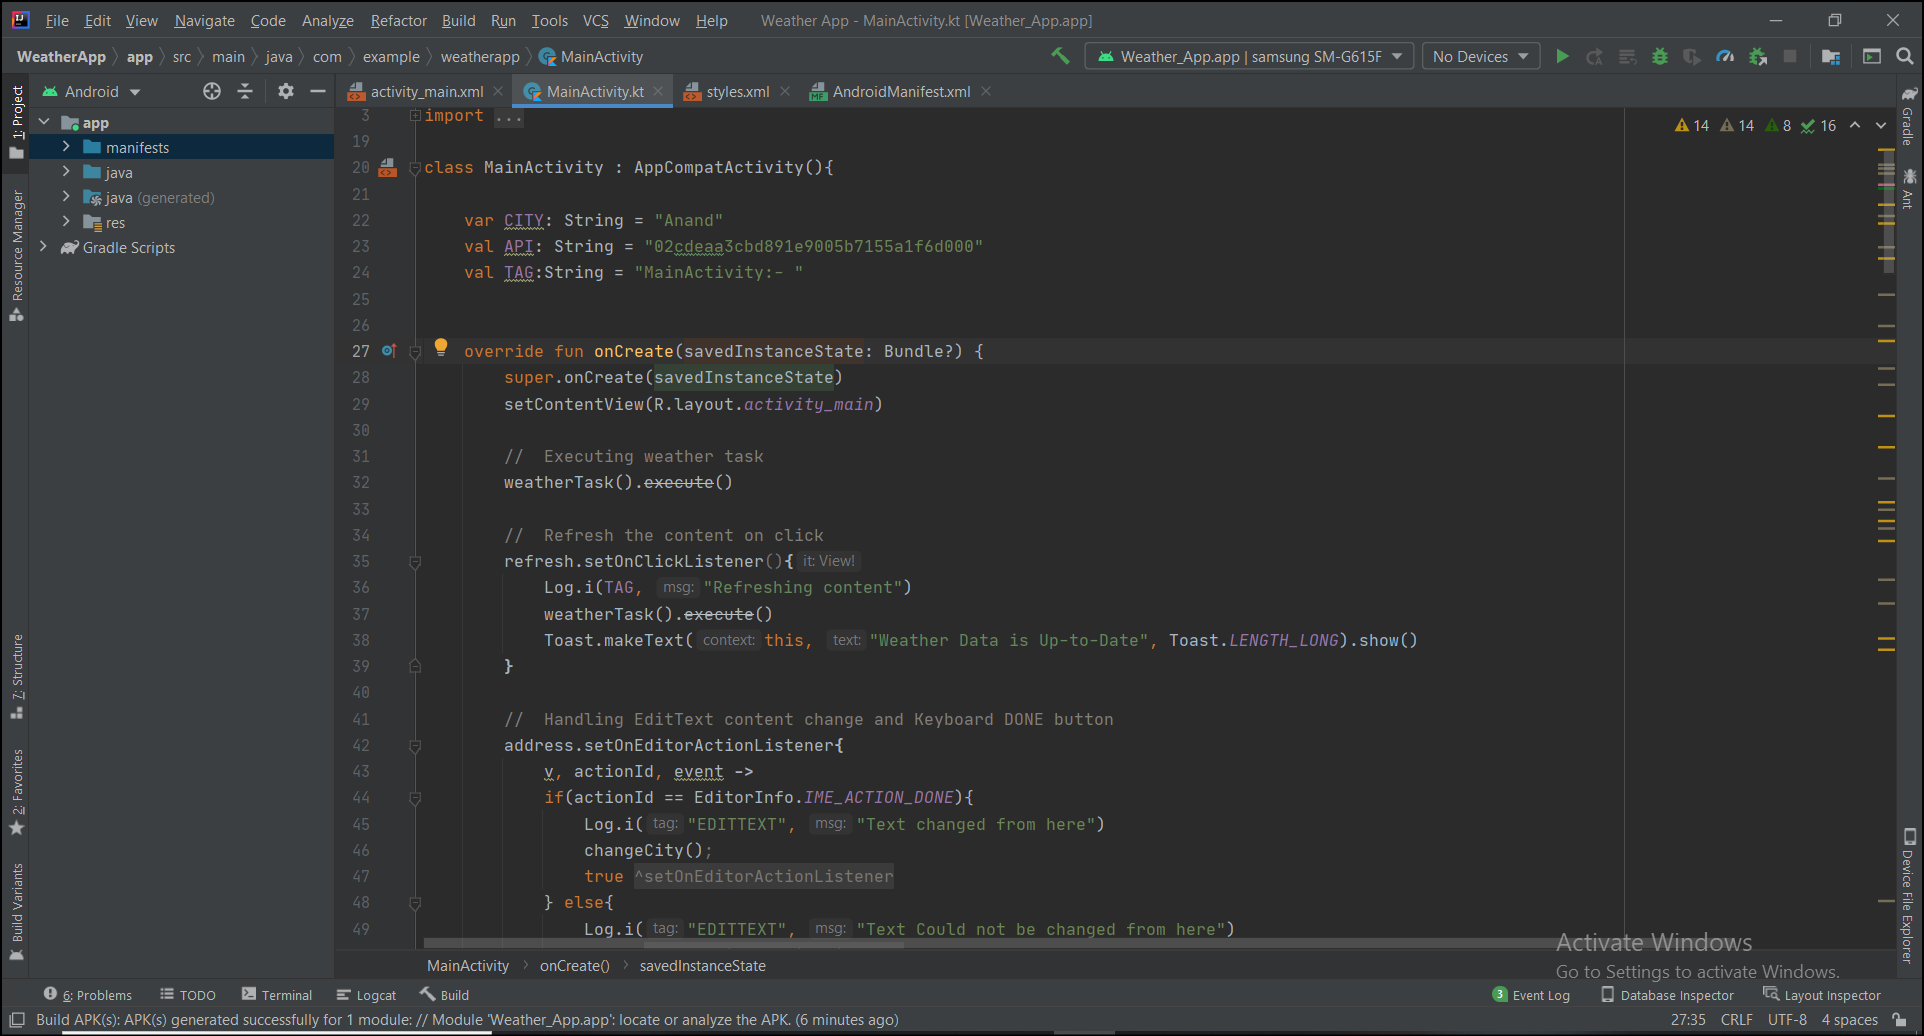 File Edit View Navigate Code Analyze Refactor Build Run Tools VCS Window Help Weather App - MainActivity.kt [Weather_App.app]
WeatherApp app src main java com example weatherapp MainActivity Weather_App.app | samsung SM-G615F No Devices
Android activity_main.xml MainActivity.kt styles.xml AndroidManifest.xml
1: Project
Resource Manager
7: Structure
2: Favorites
Build Variants
app
manifests
java
java (generated)
res
Gradle Scripts
14 14 8 16
3 import ...
19
20 class MainActivity : AppCompatActivity(){
21
22 var CITY: String = "Anand"
23 val API: String = "02cdeaa3cbd891e9005b7155a1f6d000"
24 val TAG:String = "MainActivity:- "
25
26
27 override fun onCreate(savedInstanceState: Bundle?) {
28 super.onCreate(savedInstanceState)
29 setContentView(R.layout.activity_main)
30
31 // Executing weather task
32 weatherTask().execute()
33
34 // Refresh the content on click
35 refresh.setOnClickListener(){ it: View!
36 Log.i(TAG, msg: "Refreshing content")
37 weatherTask().execute()
38 Toast.makeText( context: this, text: "Weather Data is Up-to-Date", Toast.LENGTH_LONG).show()
39 }
40
41 // Handling EditText content change and Keyboard DONE button
42 address.setOnEditorActionListener{
43 v, actionId, event ->
44 if(actionId == EditorInfo.IME_ACTION_DONE){
45 Log.i( tag: "EDITTEXT", msg: "Text changed from here")
46 changeCity();
47 true ^setOnEditorActionListener
48 } else{
49 Log.i( tag: "EDITTEXT", msg: "Text Could not be changed from here")
Gradle
Ant
Device File Explorer
Activate Windows
Go to Settings to activate Windows.
MainActivity onCreate() savedInstanceState
6: Problems TODO Terminal Logcat Build 3 Event Log Database Inspector Layout Inspector
Build APK(s): APK(s) generated successfully for 1 module: // Module 'Weather_App.app': locate or analyze the APK. (6 minutes ago) 27:35 CRLF UTF-8 4 spaces